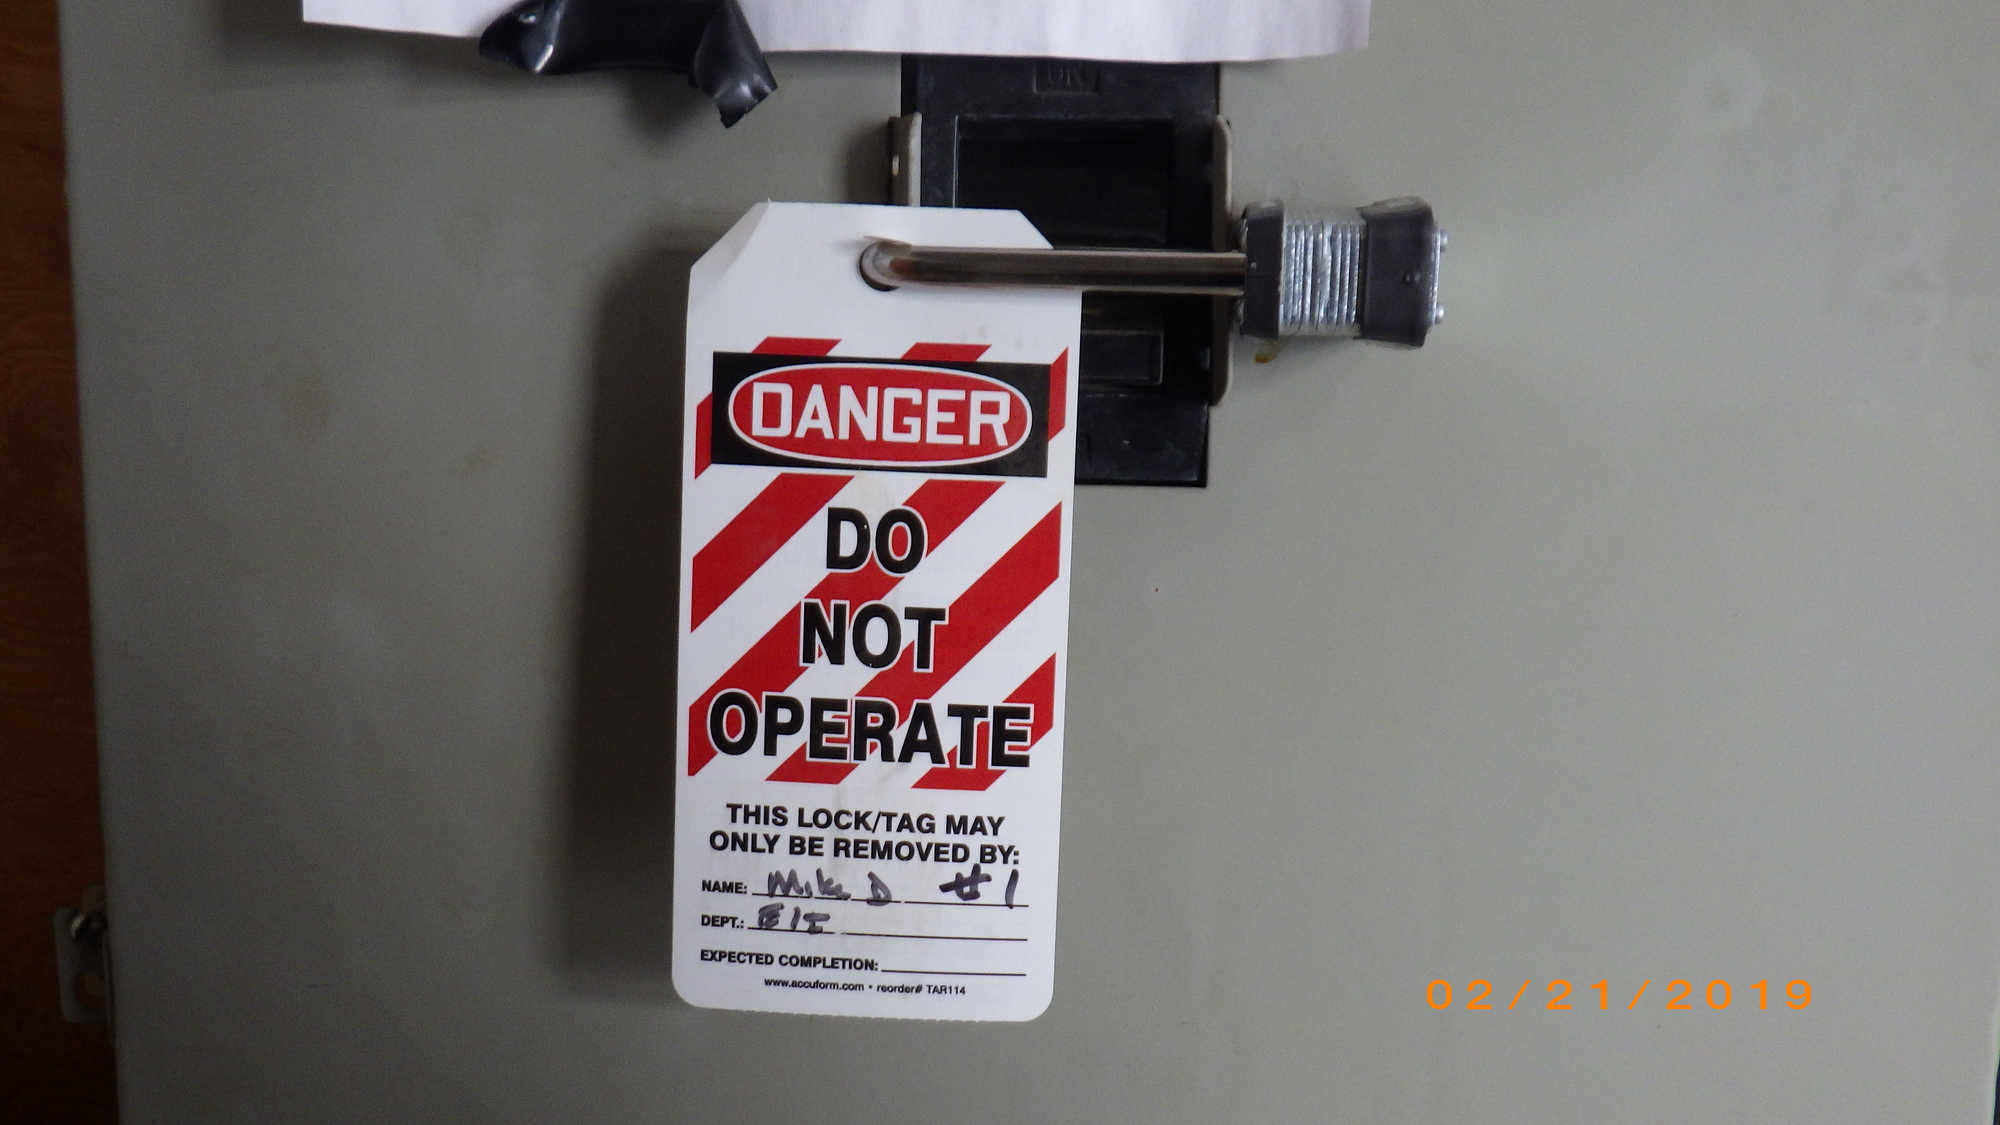 DANGER
DO
NOT
OPERATE
THIS LOCK/TAG MAY
ONLY BE REMOVED BY:
NAME: Mike D #1
DEPT.: E/I
EXPECTED COMPLETION:
www.accuform.com • reorder# TAR114
02/21/2019